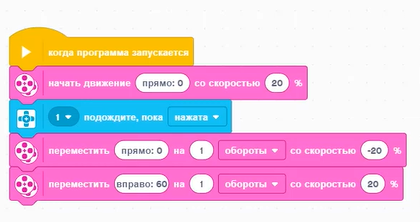 когда программа запускается
начать движение прямо: 0 со скоростью 20 %
1 подождите, пока нажата
переместить прямо: 0 на 1 обороты со скоростью -20 %
переместить вправо: 60 на 1 обороты со скоростью 20 %